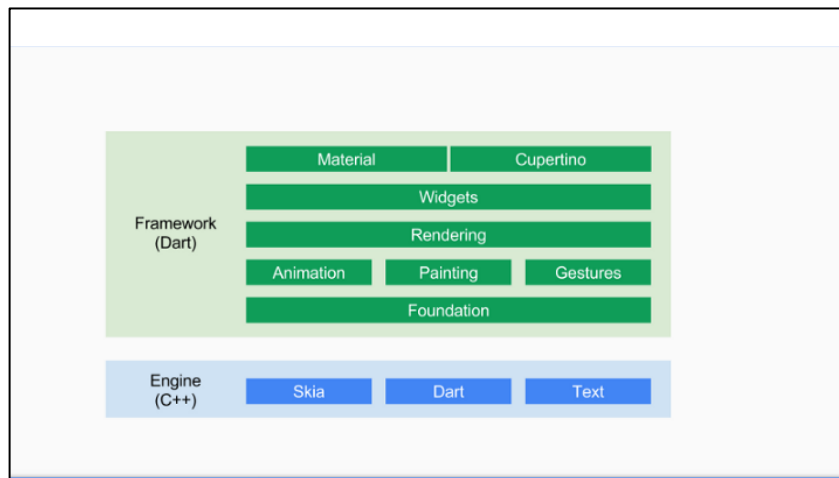 Material Cupertino
Widgets
Framework
(Dart)
Rendering
Animation Painting Gestures
Foundation
Engine
(C++)
Skia Dart Text